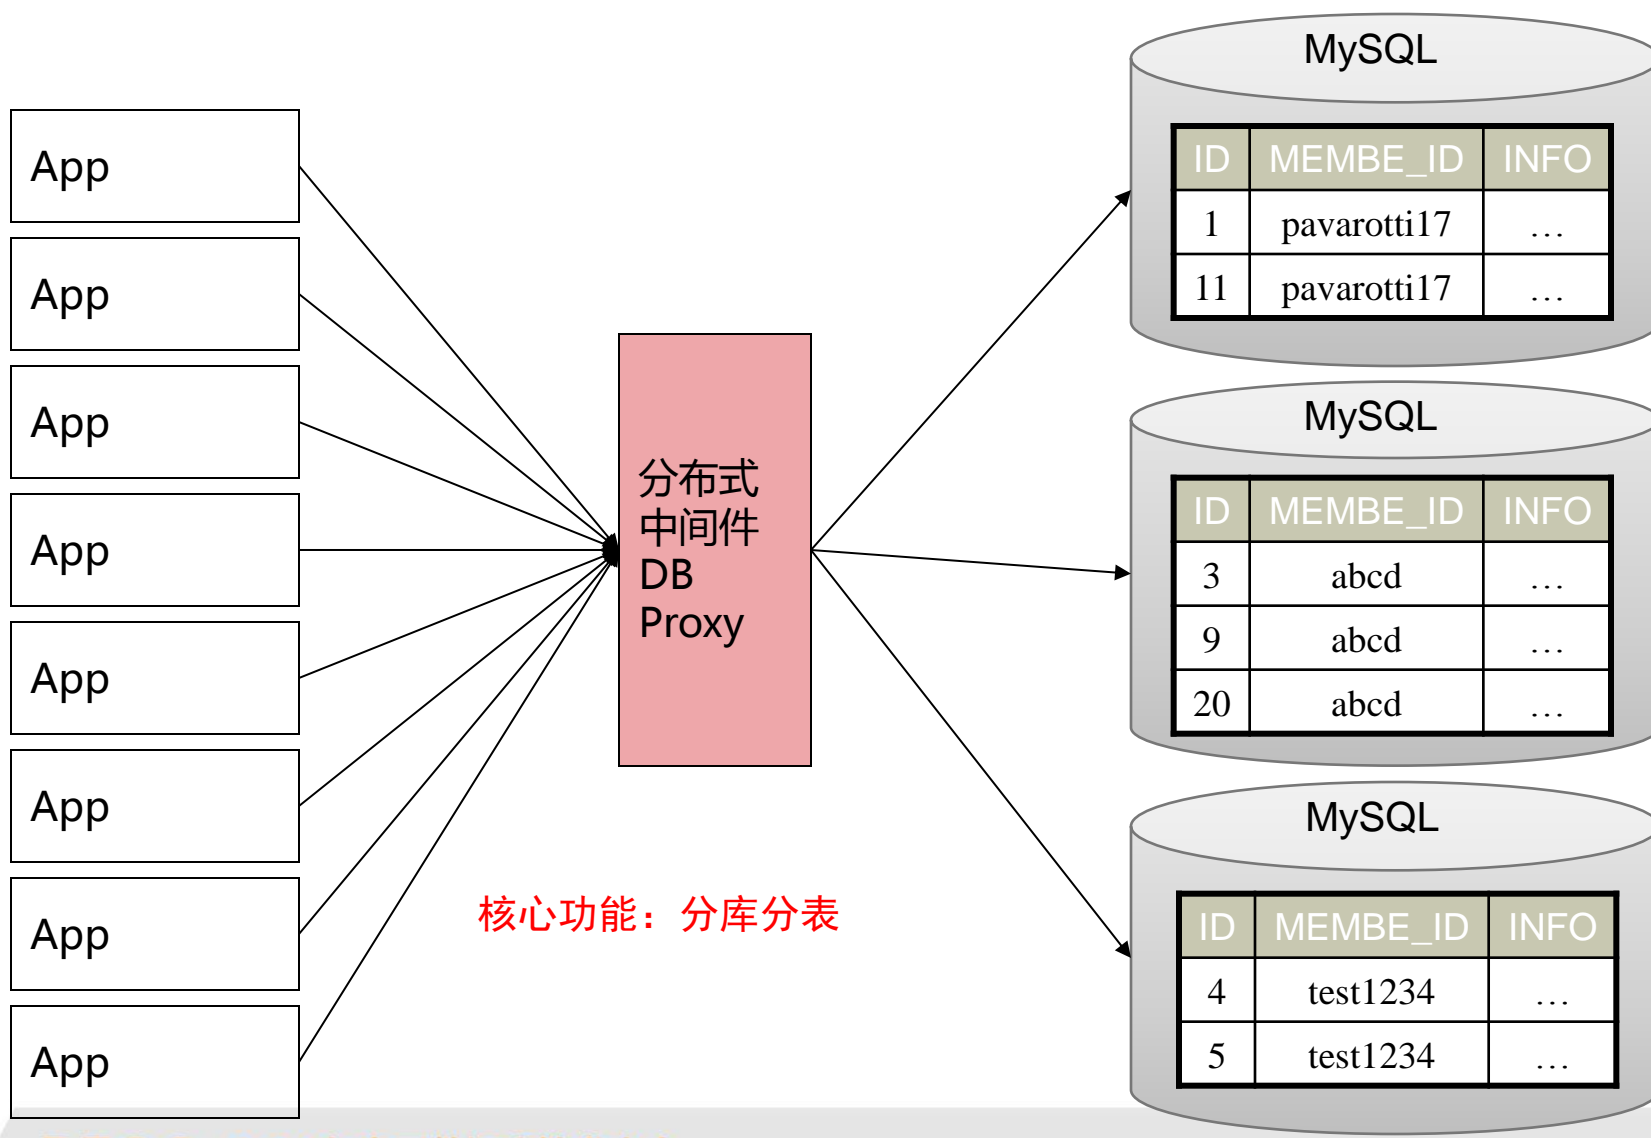 App
App
App
App
App
App
App
App
分布式
中间件
DB
Proxy
核心功能：分库分表
MySQL
ID MEMBE_ID INFO
1 pavarotti17 …
11 pavarotti17 …
MySQL
ID MEMBE_ID INFO
3 abcd …
9 abcd …
20 abcd …
MySQL
ID MEMBE_ID INFO
4 test1234 …
5 test1234 …